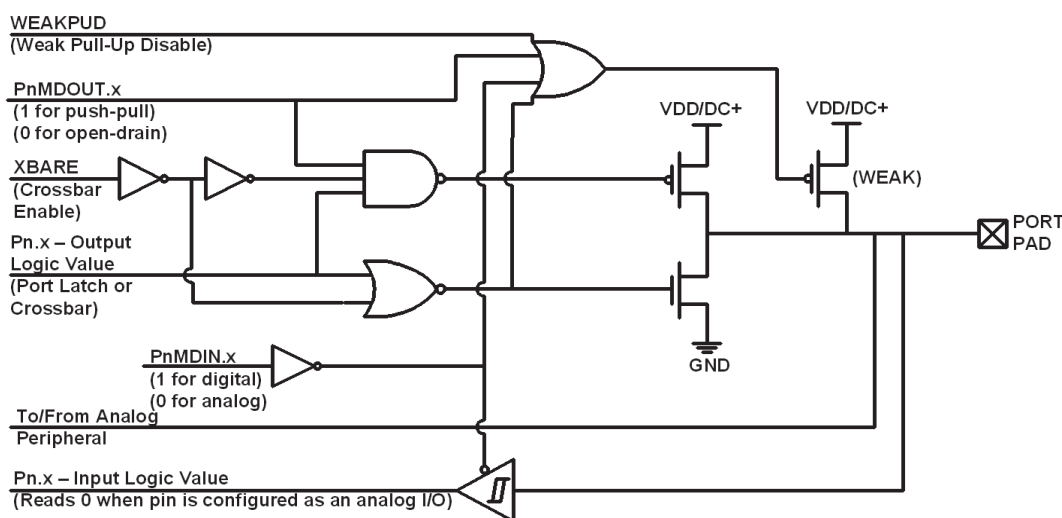 WEAKPUD
(Weak Pull-Up Disable)
PnMDOUT.x
(1 for push-pull)
(0 for open-drain)
XBARE
(Crossbar
Enable)
Pn.x – Output
Logic Value
(Port Latch or
Crossbar)
PnMDIN.x
(1 for digital)
(0 for analog)
To/From Analog
Peripheral
Pn.x – Input Logic Value
(Reads 0 when pin is configured as an analog I/O)
VDD/DC+
VDD/DC+
(WEAK)
PORT
PAD
GND